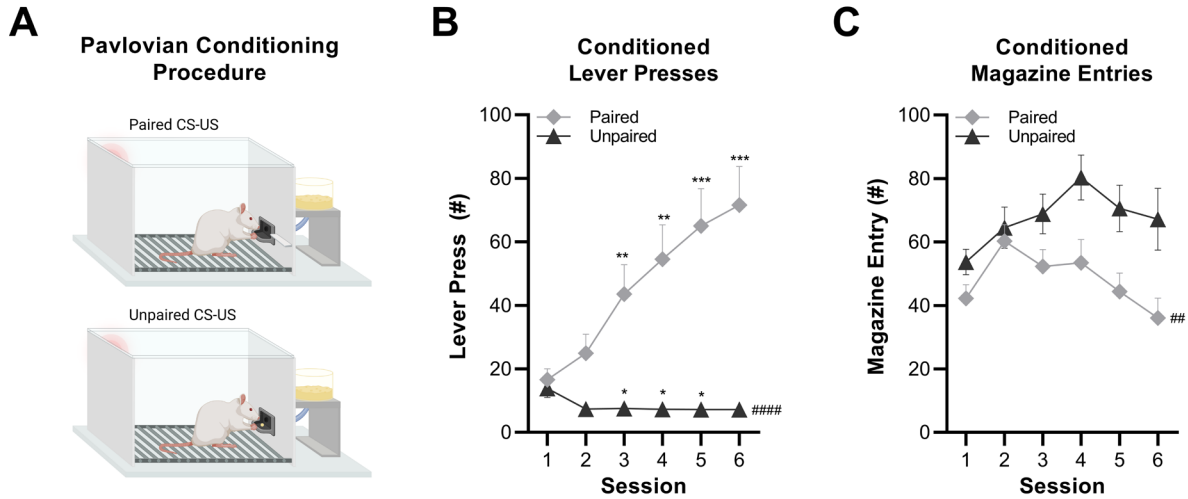 A
Pavlovian Conditioning
Procedure
Paired CS-US
Unpaired CS-US
B
Conditioned
Lever Presses
Paired
Unpaired
100
80
60
40
20
0
Lever Press (#)
**
**
***
***
*
*
*
####
1 2 3 4 5 6
Session
C
Conditioned
Magazine Entries
Paired
Unpaired
100
80
60
40
20
0
Magazine Entry (#)
##
1 2 3 4 5 6
Session